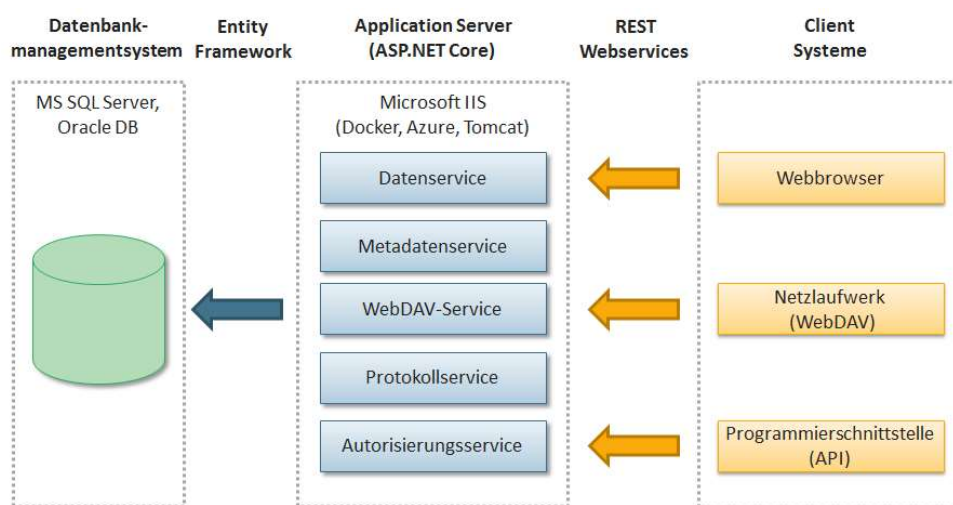 Datenbank-
managementsystem
Entity
Framework
Application Server
(ASP.NET Core)
REST
Webservices
Client
Systeme
MS SQL Server,
Oracle DB
Microsoft IIS
(Docker, Azure, Tomcat)
Datenservice
Metadatenservice
WebDAV-Service
Protokollservice
Autorisierungsservice
Webbrowser
Netzlaufwerk
(WebDAV)
Programmierschnittstelle
(API)